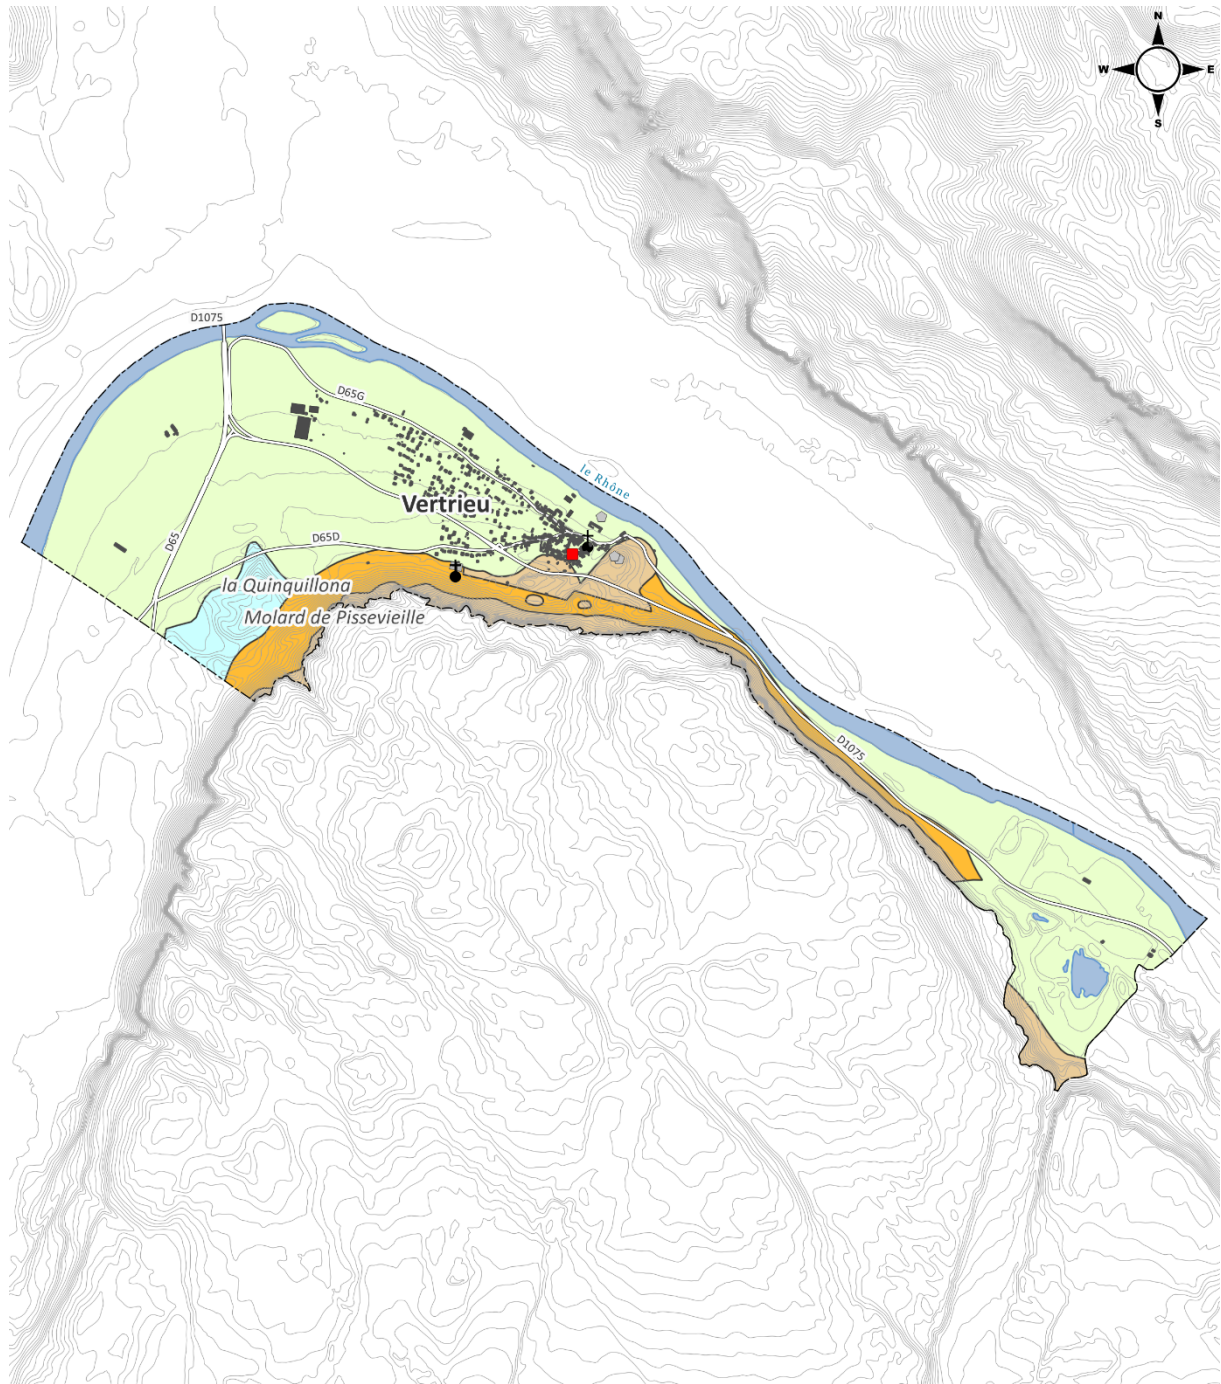 N
W E
S
D1075
D65G
le Rhône
Vertrieu
D65
D65D
la Quinquillona
Molard de Pissevieille
D1075